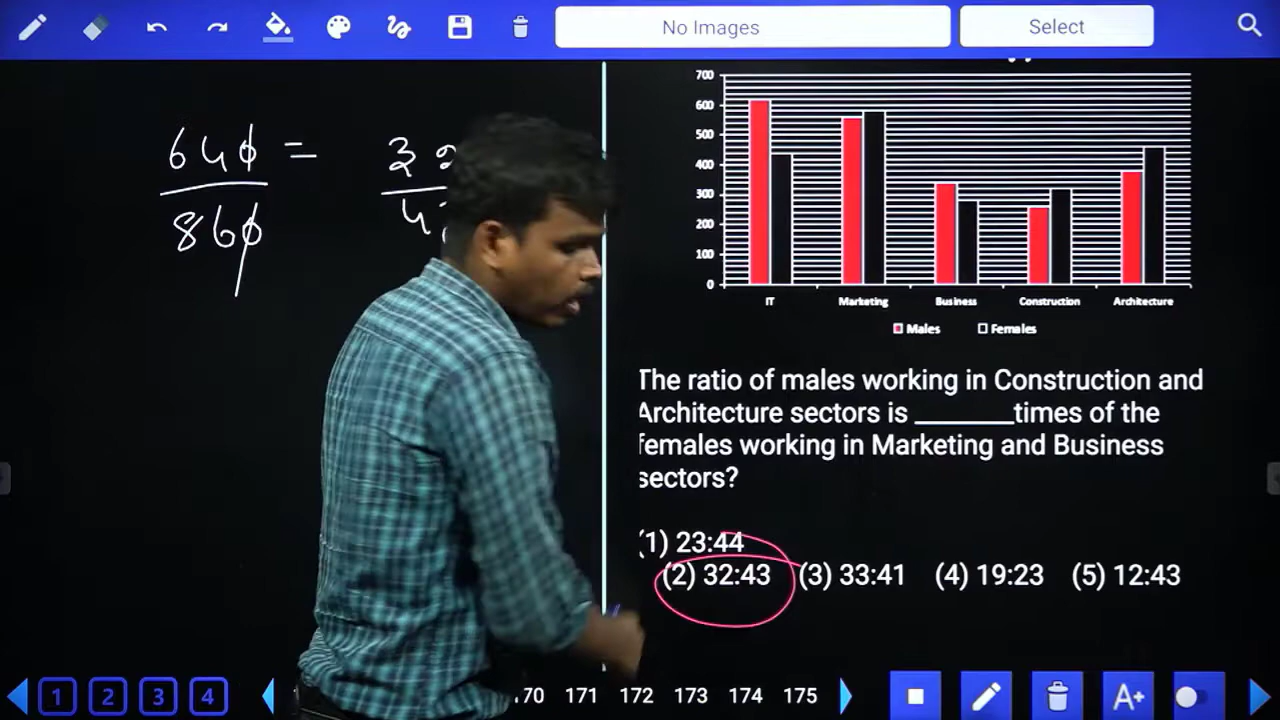 No Images
Select
640 = 32
860
700
600
500
400
300
200
100
0
IT Marketing Business Construction Architecture
Males Females
The ratio of males working in Construction and
Architecture sectors is ______times of the
females working in Marketing and Business
sectors?
(1) 23:44
(2) 32:43 (3) 33:41 (4) 19:23 (5) 12:43
1 2 3 4 171 172 173 174 175 A+